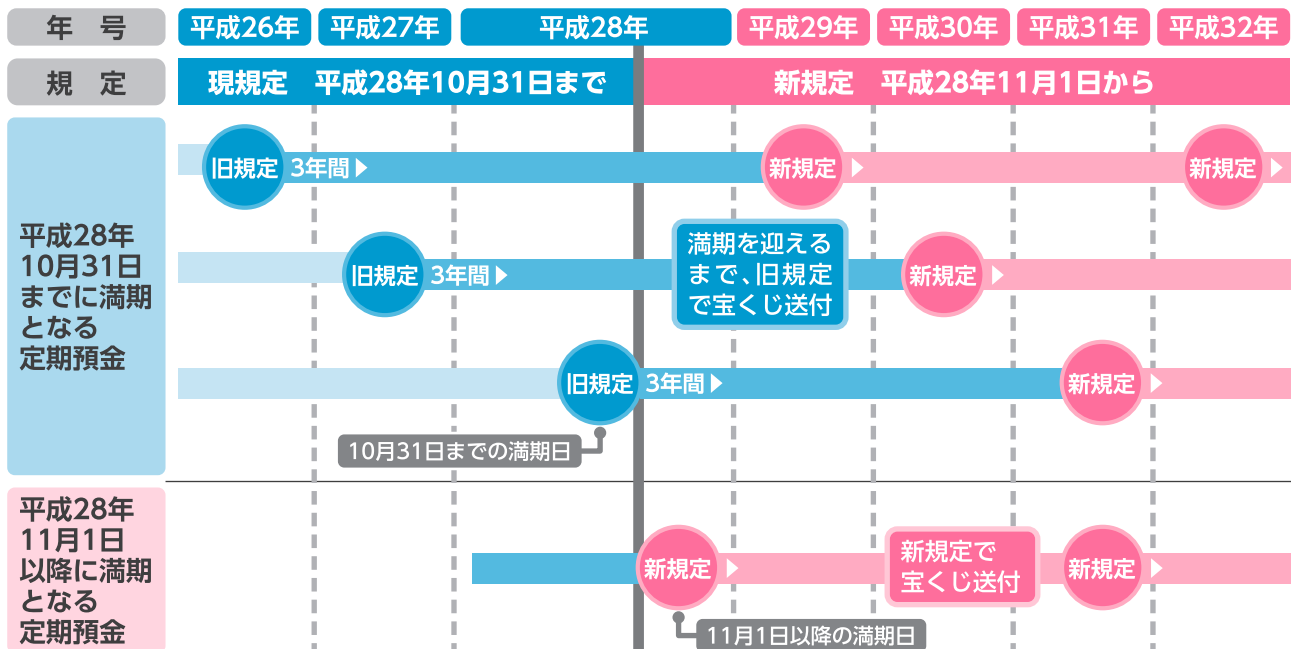 年 号
平成26年
平成27年
平成28年
平成29年
平成30年
平成31年
平成32年
規 定
現規定 平成28年10月31日まで
新規定 平成28年11月1日から
平成28年
10月31日
までに満期
となる
定期預金
旧規定
3年間
新規定
新規定
旧規定
3年間
満期を迎える
まで、旧規定
で宝くじ送付
新規定
旧規定
3年間
新規定
10月31日までの満期日
平成28年
11月1日
以降に満期
となる
定期預金
新規定
新規定で
宝くじ送付
新規定
11月1日以降の満期日